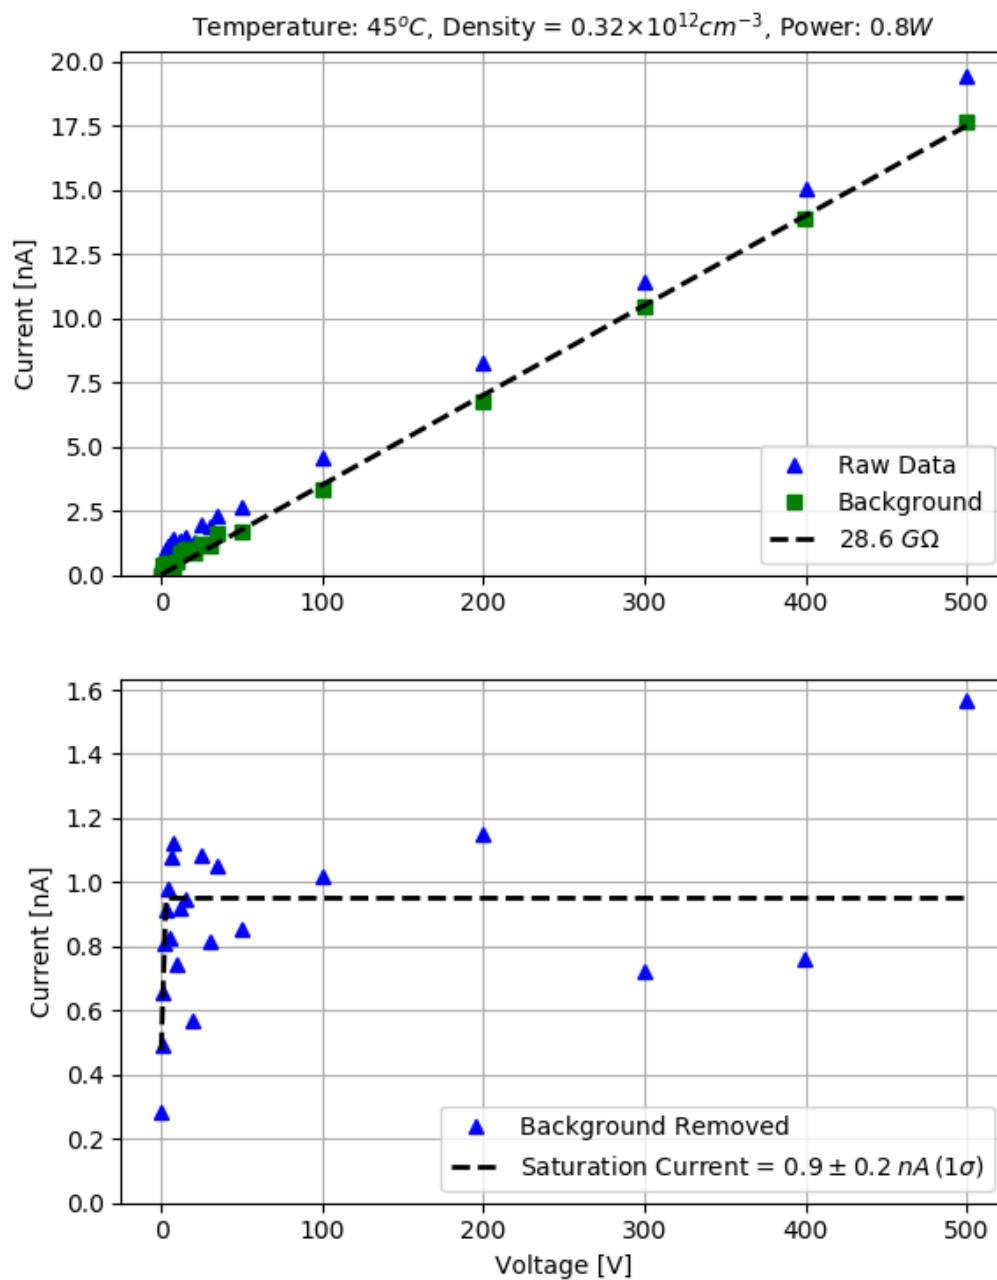 Temperature: 45°C, Density = 0.32×10¹²cm⁻³, Power: 0.8W
20.0
17.5
15.0
12.5
10.0
7.5
5.0
2.5
0.0
Current [nA]
Raw Data
Background
28.6 GΩ
0 100 200 300 400 500
1.6
1.4
1.2
1.0
0.8
0.6
0.4
0.2
0.0
Current [nA]
Background Removed
Saturation Current = 0.9 ± 0.2 nA (1σ)
0 100 200 300 400 500
Voltage [V]